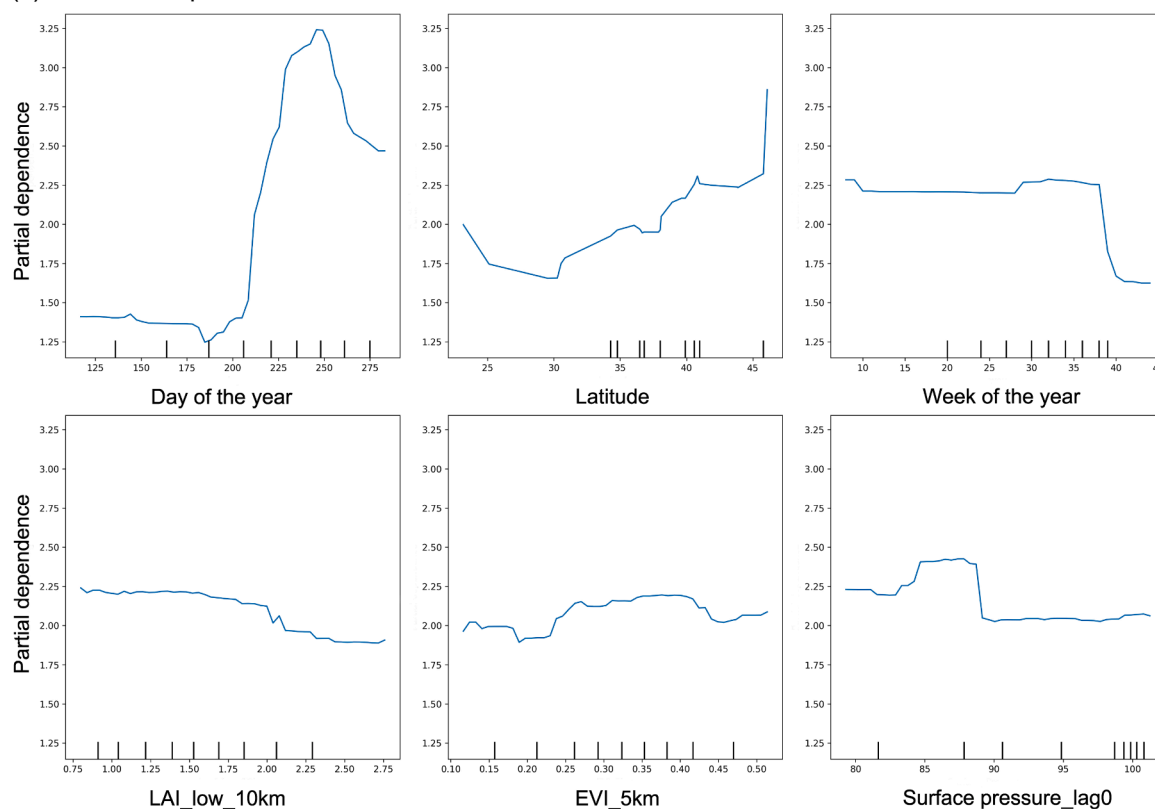 3.25 3.25 3.25
3.00 3.00 3.00
2.75 2.75 2.75
Partial dependence
2.50 2.50 2.50
2.25 2.25 2.25
2.00 2.00 2.00
1.75 1.75 1.75
1.50 1.50 1.50
1.25 1.25 1.25
125 150 175 200 225 250 275 25 30 35 40 45 10 15 20 25 30 35 40
Day of the year Latitude Week of the year
3.25 3.25 3.25
3.00 3.00 3.00
2.75 2.75 2.75
Partial dependence
2.50 2.50 2.50
2.25 2.25 2.25
2.00 2.00 2.00
1.75 1.75 1.75
1.50 1.50 1.50
1.25 1.25 1.25
0.75 1.00 1.25 1.50 1.75 2.00 2.25 2.50 2.75 0.10 0.15 0.20 0.25 0.30 0.35 0.40 0.45 0.50 80 85 90 95 100
LAI_low_10km EVI_5km Surface pressure_lag0